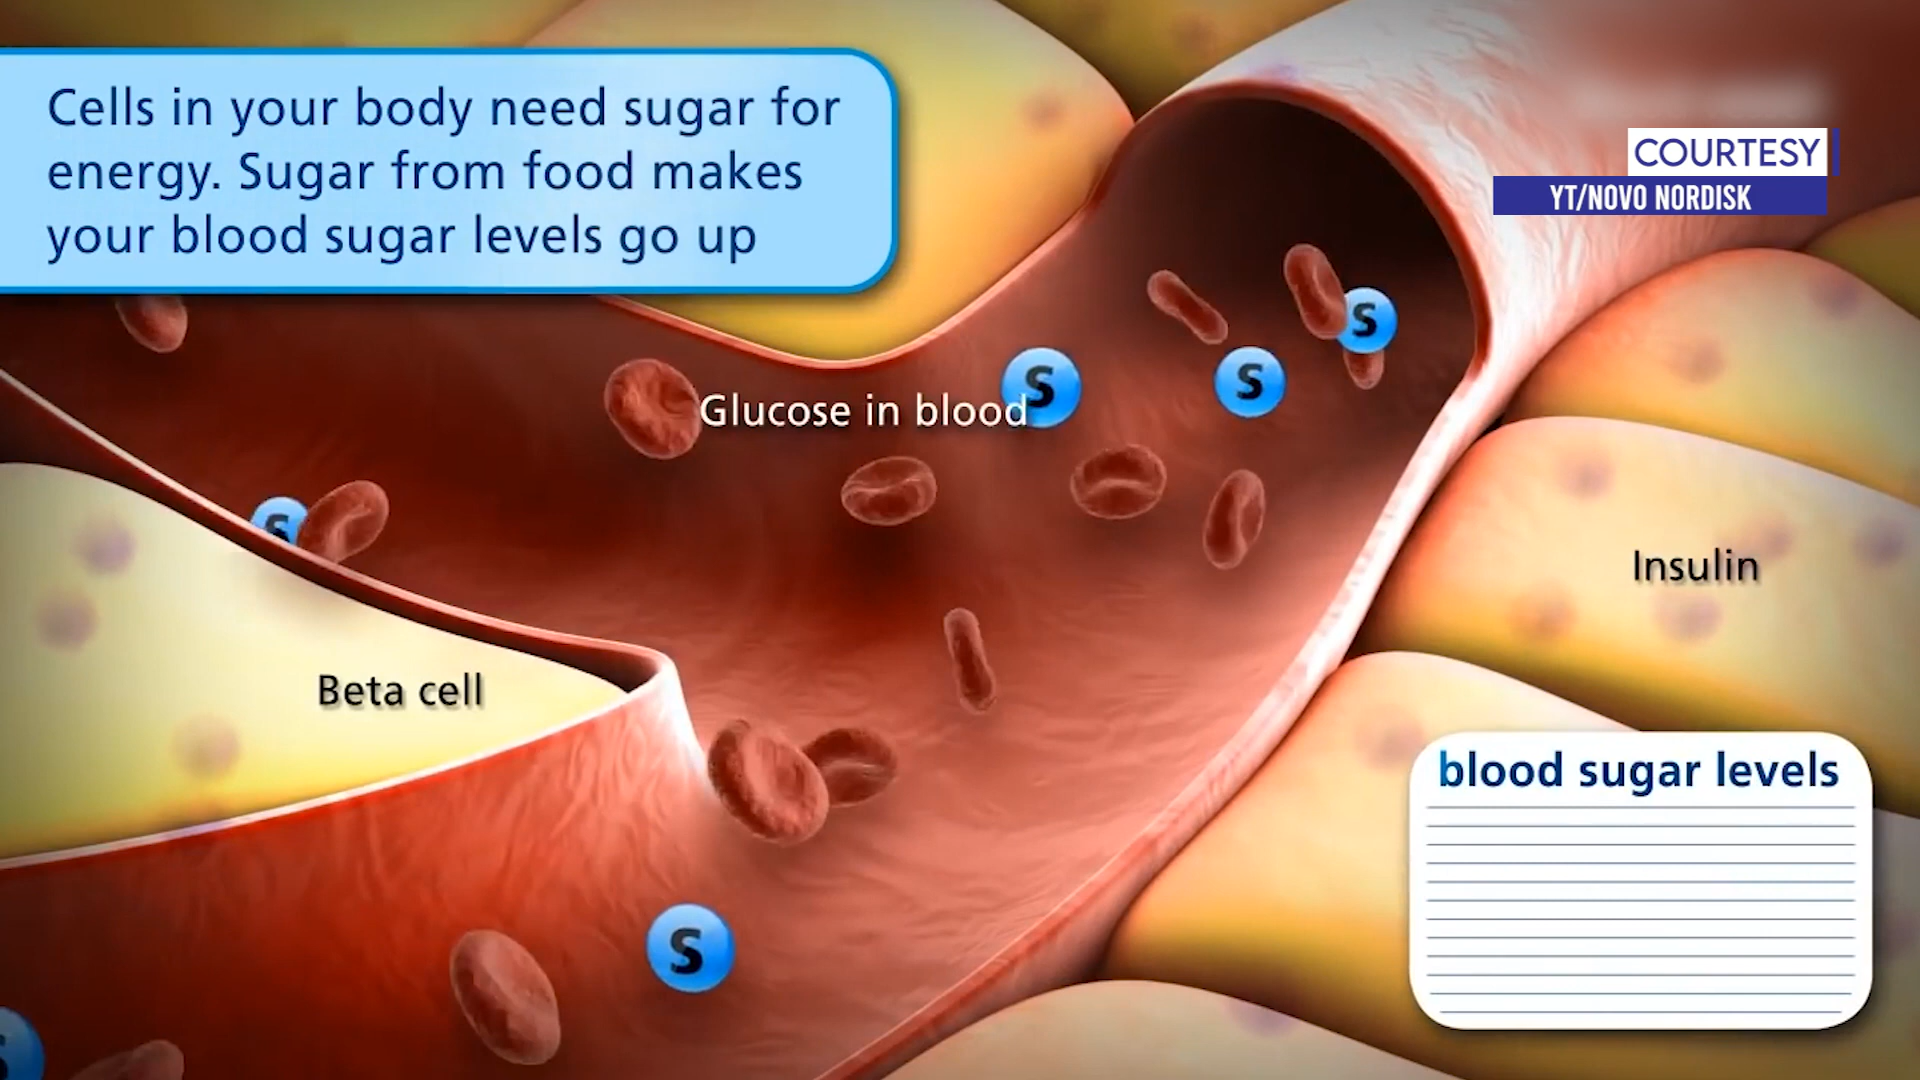 Cells in your body need sugar for
energy. Sugar from food makes
your blood sugar levels go up
COURTESY
YT/NOVO NORDISK
S
S
S
Glucose in blood
S
Insulin
Beta cell
blood sugar levels
S
S